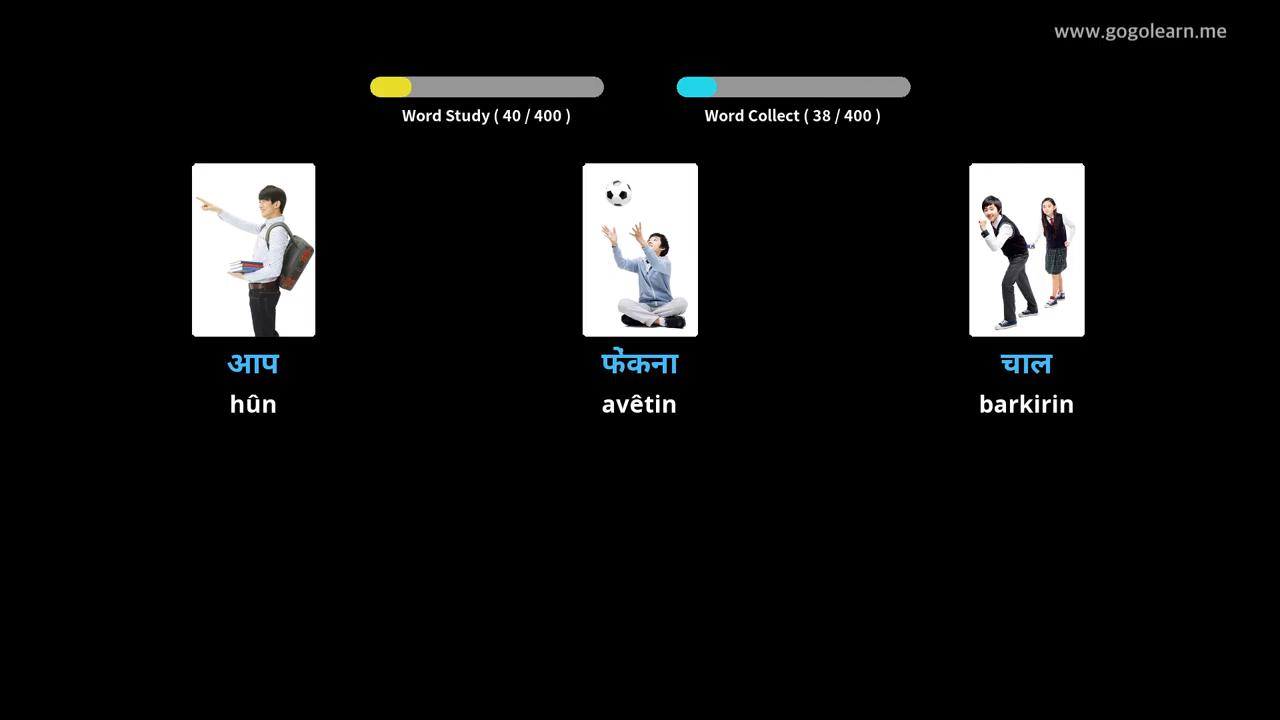 www.gogolearn.me
Word Study ( 40 / 400 )
Word Collect ( 38 / 400 )
आप
फेंकना
चाल
hûn
avêtin
barkirin